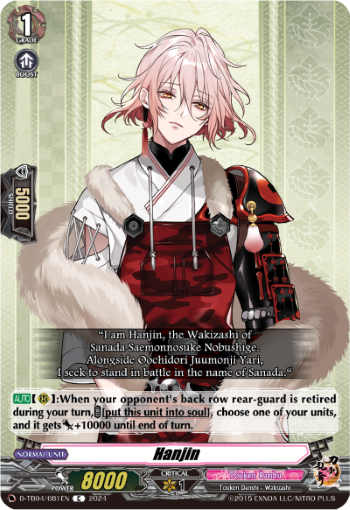 1
GRADE
BOOST
5000
SHIELD
"I am Hanjin, the Wakizashi of
Sanada Saemonnosuke Nobushige.
Alongside Oochidori Juumonji Yari,
I seek to stand in battle in the name of Sanada."
AUTO :When your opponent's back row rear-guard is retired
during your turn, [put this unit into soul], choose one of your units,
and it gets +10000 until end of turn.
NORMAL UNIT
Hanjin
POWER
8000
CRITICAL
1
Touken Ranbu
Touken Danshi - Wakizashi
D-TB04/081EN C 2024
©2015 EXNOA LLC/NITRO PLUS